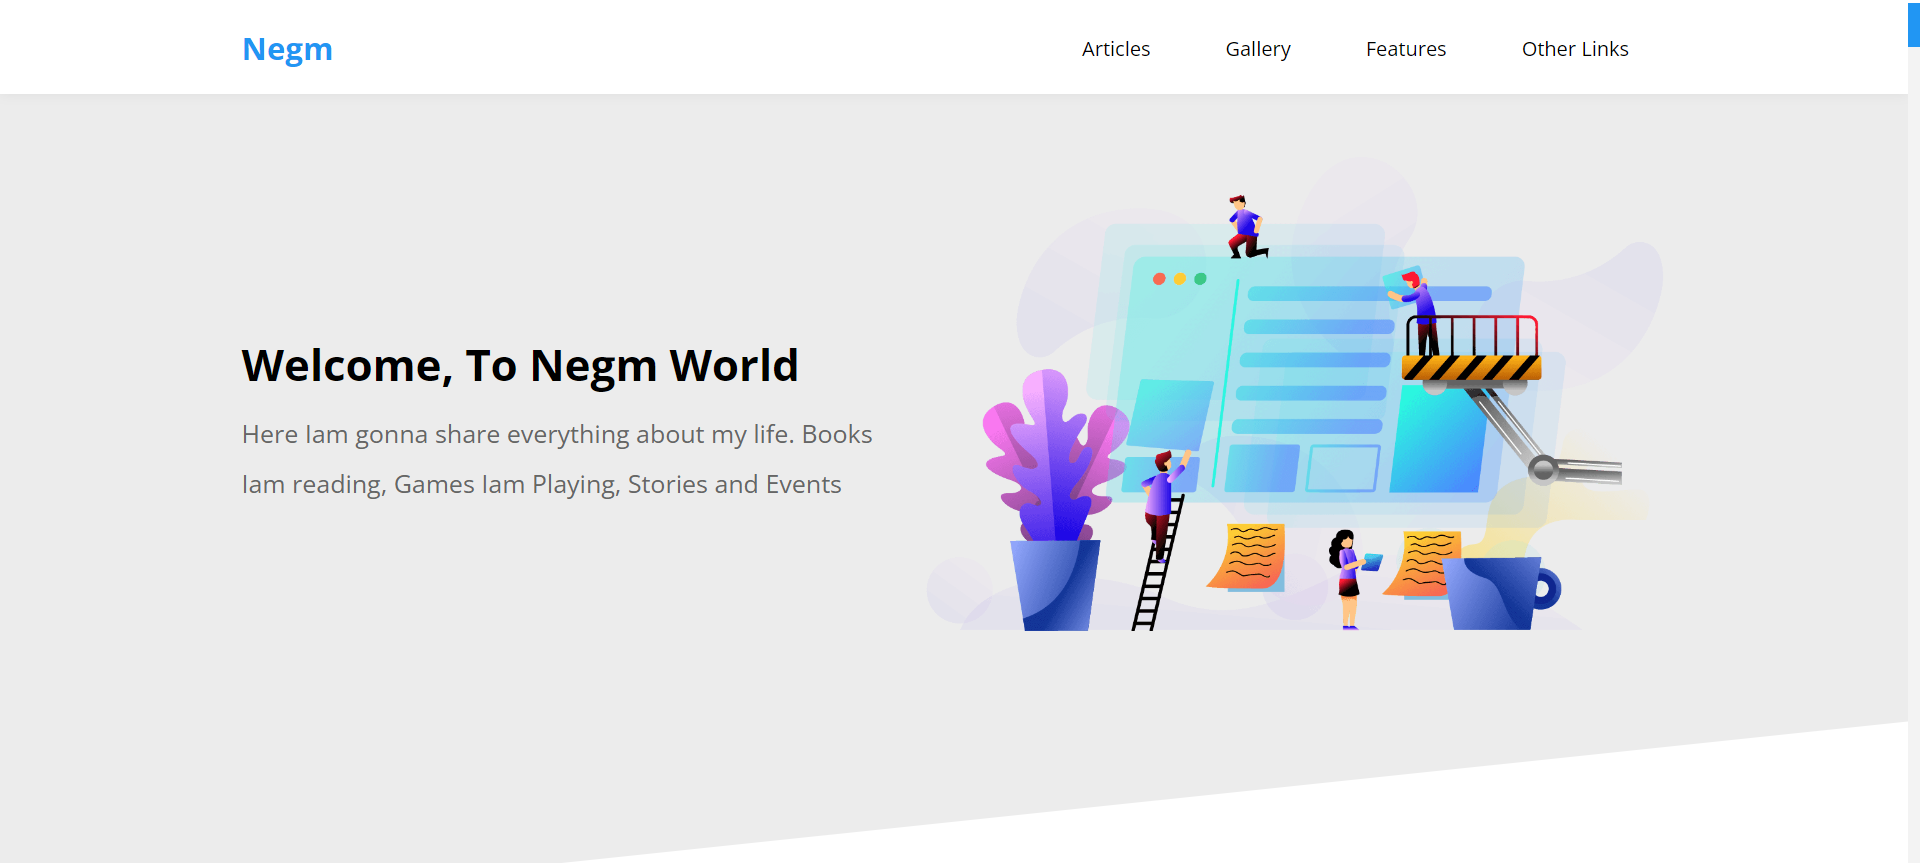 Negm
Articles
Gallery
Features
Other Links
Welcome, To Negm World
Here Iam gonna share everything about my life. Books
Iam reading, Games Iam Playing, Stories and Events